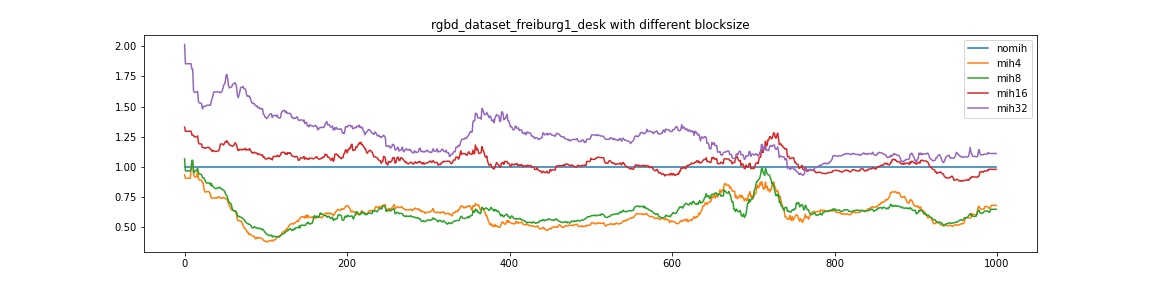 rgbd_dataset_freiburg1_desk with different blocksize
2.00
1.75
1.50
1.25
1.00
0.75
0.50
nomih
mih4
mih8
mih16
mih32
0 200 400 600 800 1000